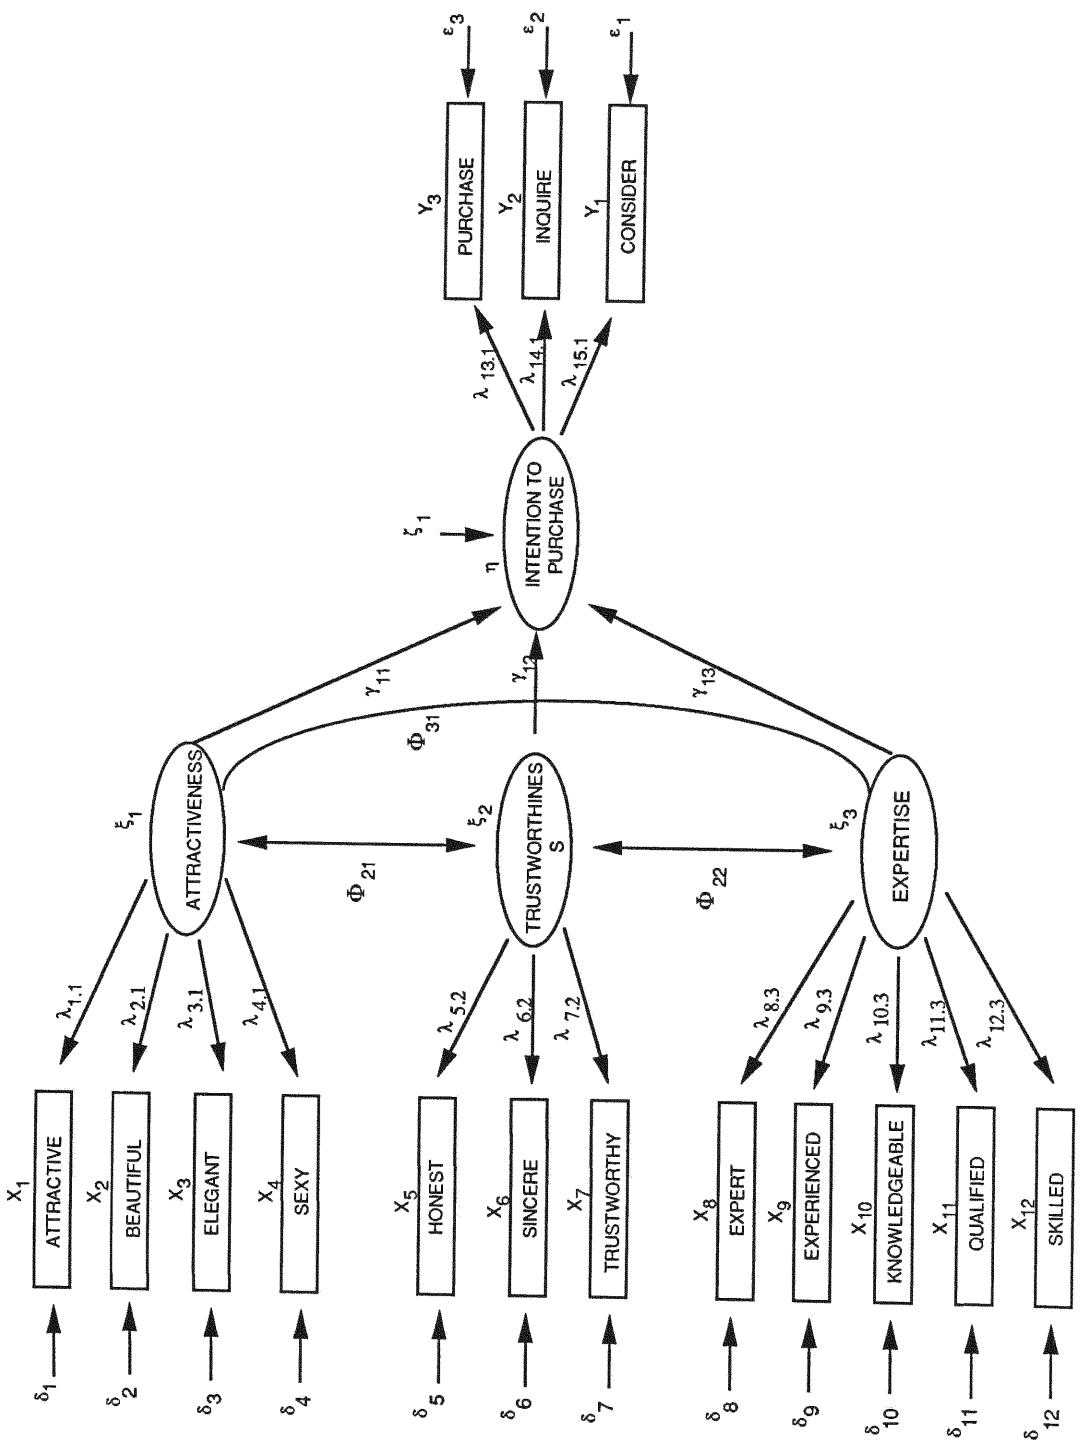 δ1
X1
ATTRACTIVE
λ1.1
δ2
X2
BEAUTIFUL
λ2.1
δ3
X3
ELEGANT
λ3.1
δ4
X4
SEXY
λ4.1
ξ1
ATTRACTIVENESS
δ5
X5
HONEST
λ5.2
δ6
X6
SINCERE
λ6.2
δ7
X7
TRUSTWORTHY
λ7.2
ξ2
TRUSTWORTHINES
S
δ8
X8
EXPERT
λ8.3
δ9
X9
EXPERIENCED
λ9.3
δ10
X10
KNOWLEDGEABLE
λ10.3
δ11
X11
QUALIFIED
λ11.3
δ12
X12
SKILLED
λ12.3
ξ3
EXPERTISE
Φ21
Φ22
Φ31
γ11
γ12
γ13
ζ1
η
INTENTION TO
PURCHASE
λ13.1
λ14.1
λ15.1
Y3
PURCHASE
ε3
Y2
INQUIRE
ε2
Y1
CONSIDER
ε1